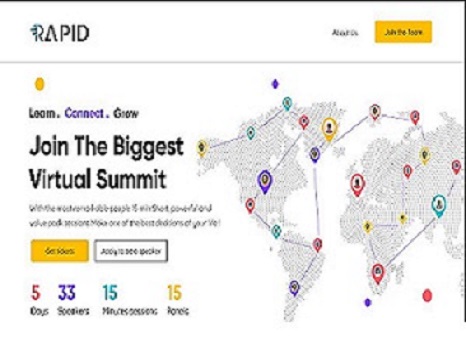 RAPID
About Us
Join the Team
Learn. Connect. Grow
Join The Biggest
Virtual Summit
With the most remarkable people 15 min Short, powerful and
value pack sessions Make one of the best decisions of your life!
Get tickets
Apply to be a speaker
5 33 15 15
Days Speakers Minutes sessions Panels